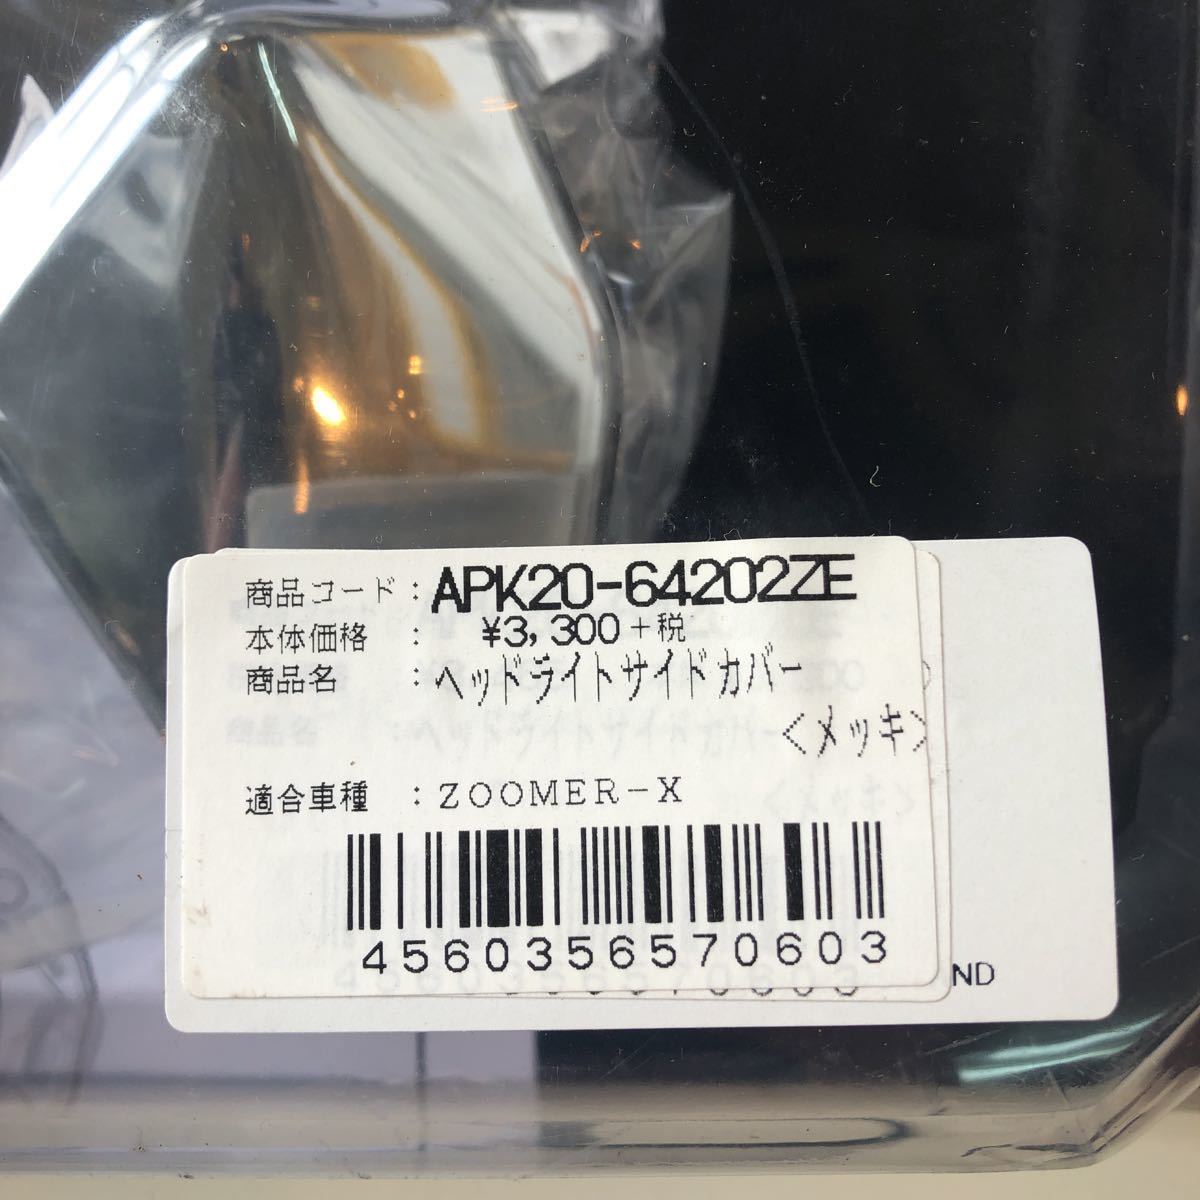 商品コード：APK20-64202ZE
本体価格　：　¥3,300＋税
商品名　　：ヘッドライトサイドカバー
<メッキ>
適合車種　：ZOOMER-X
4560356570603
ND